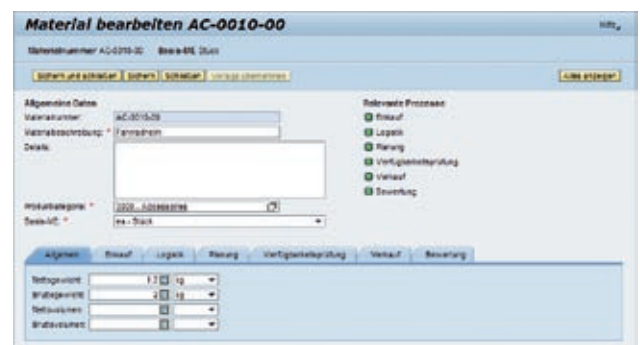 Material bearbeiten AC-0010-00
Hilfe
Materialnummer AC-0010-00 Basis-ME Stück
Sichern und schließen Sichern Schließen Vorlage übernehmen Alles anzeigen
Allgemeine Daten
Relevante Prozesse
Materialnummer: AC-0010-00
Einkauf
Materialbeschreibung: * Fahrradhelm
Logistik
Details:
Planung
Verfügbarkeitsprüfung
Verkauf
Bewertung
Produktkategorie: * - Accessoires
Basis-ME: * ea - Stück
Allgemein Einkauf Logistik Planung Verfügbarkeitsprüfung Verkauf Bewertung
Nettogewicht: kg
Bruttogewicht: 2 kg
Nettovolumen:
Bruttovolumen: